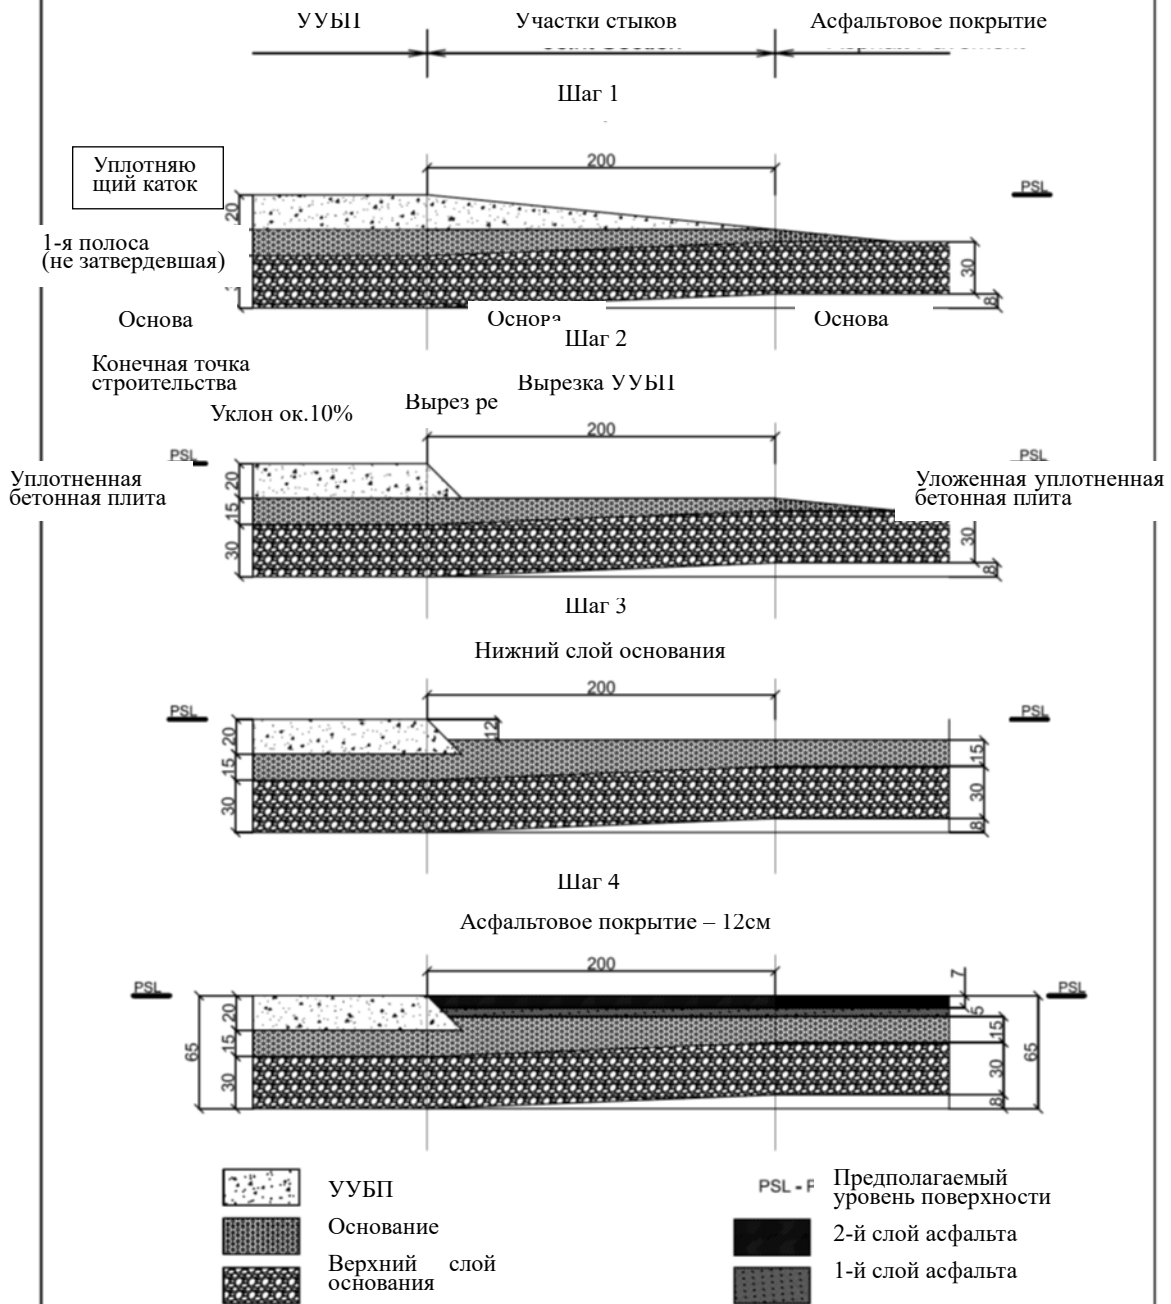 УУБП
Участки стыков
Асфальтовое покрытие
Шаг 1
200
Уплотняю
щий каток
PSL
20
1-я полоса
(не затвердевшая)
30
8
Основа
Основа
Основа
Шаг 2
Конечная точка
строительства
Вырезка УУБП
Вырез ре
Уклон ок.10%
200
PSL
PSL
Уплотненная
бетонная плита
Уложенная уплотненная
бетонная плита
20
15
30
30
8
Шаг 3
Нижний слой основания
200
PSL
PSL
20
12
15
30
15
30
8
Шаг 4
Асфальтовое покрытие – 12см
200
7
PSL
PSL
20
5
15
30
65
15
30
8
65
УУБП
Основание
Верхний слой
основания
PSL - P
Предполагаемый
уровень поверхности
2-й слой асфальта
1-й слой асфальта